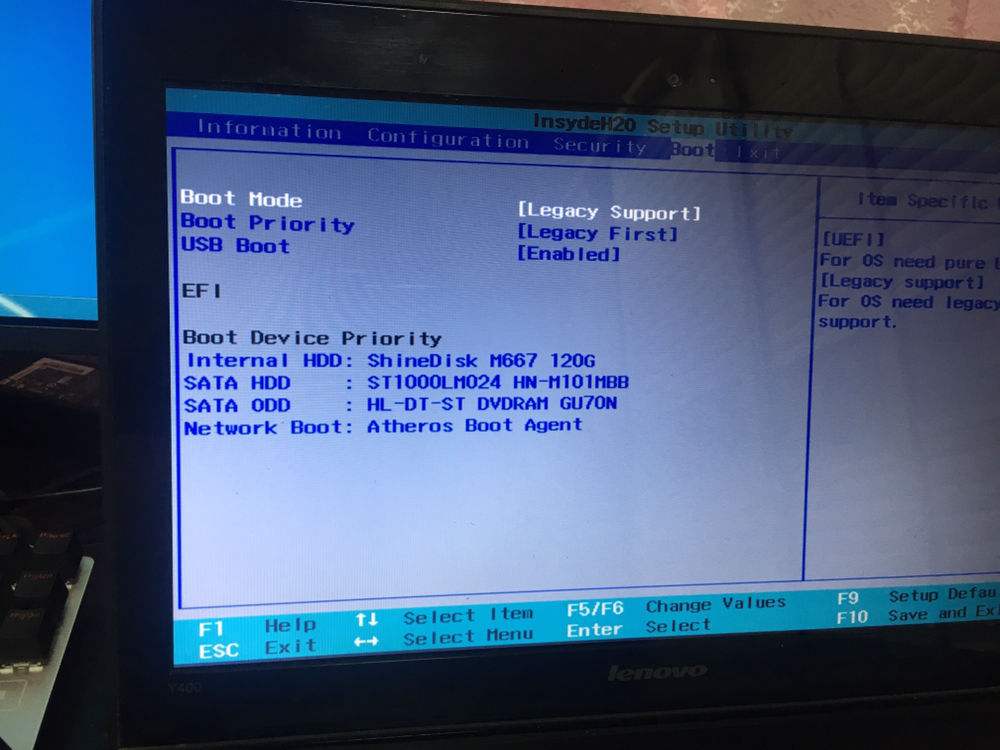 InsydeH20 Setup Utility
Information Configuration Security Boot Exit
Boot Mode [Legacy Support]
Boot Priority [Legacy First]
USB Boot [Enabled]
EFI
Boot Device Priority
Internal HDD: ShineDisk M667 120G
SATA HDD : ST1000LM024 HN-M101MBB
SATA ODD : HL-DT-ST DVDRAM GU70N
Network Boot: Atheros Boot Agent
Item Specific
[UEFI]
For OS need pure
[Legacy support]
For OS need legacy
support.
F1 Help ↑↓ Select Item F5/F6 Change Values F9 Setup Defau
ESC Exit ←→ Select Menu Enter Select F10 Save and Ex
lenovo
Y400